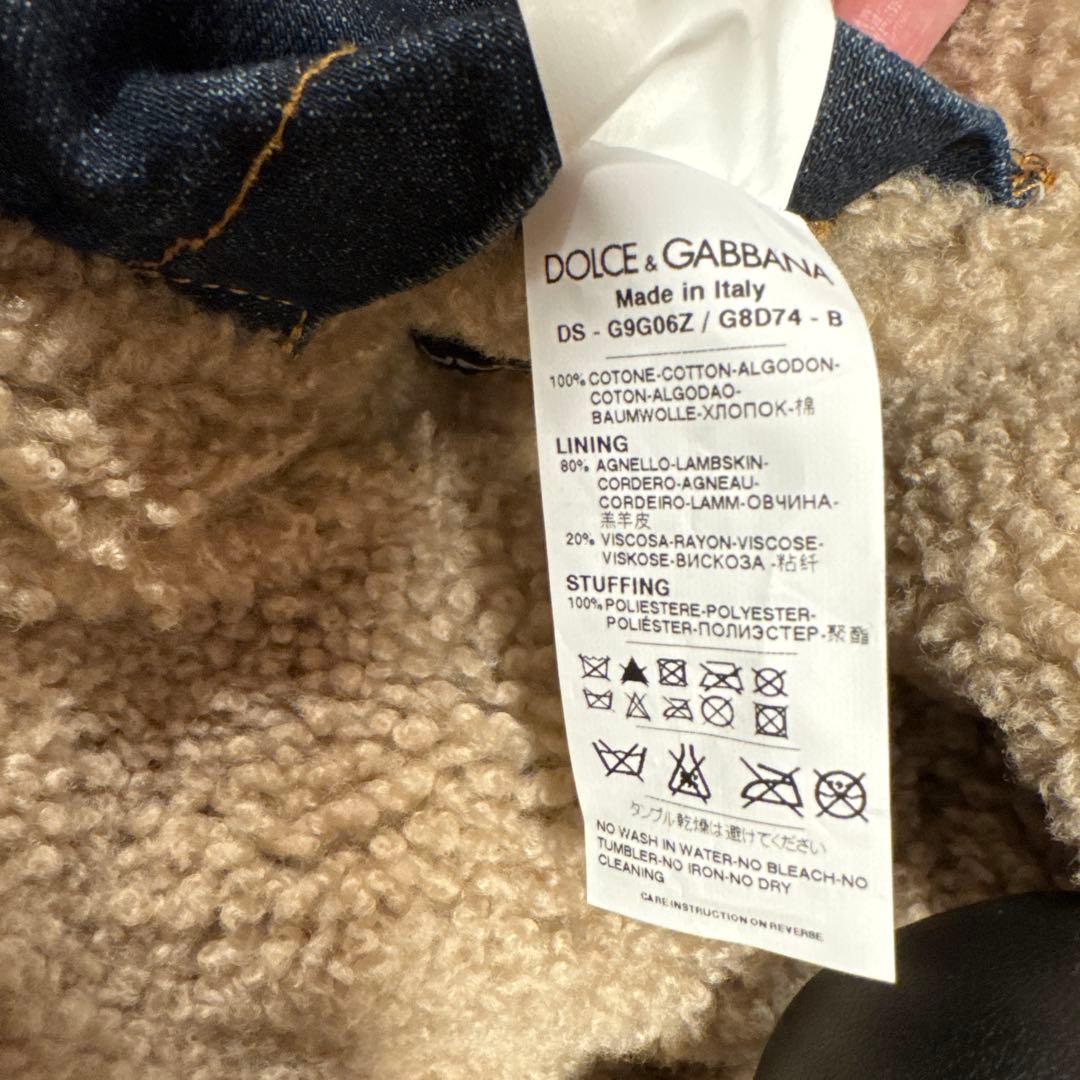 DOLCE & GABBANA
Made in Italy
DS - G9G06Z / G8D74 - B
100% COTONE-COTTON-ALGODON-
COTON-ALGODAO-
BAUMWOLLE-ХЛОПОК-棉
LINING
80% AGNELLO-LAMBSKIN-
CORDERO-AGNEAU-
CORDEIRO-LAMM-ОВЧИНА-
羔羊皮
20% VISCOSA-RAYON-VISCOSE-
VISKOSE-ВИСКОЗА -粘纤
STUFFING
100% POLIESTERE-POLYESTER-
POLIÉSTER-ПОЛИЭСТЕР-聚酯
タンブル乾燥は避けてください
NO WASH IN WATER-NO BLEACH-NO
TUMBLER-NO IRON-NO DRY
CLEANING
CARE INSTRUCTION ON REVERSE